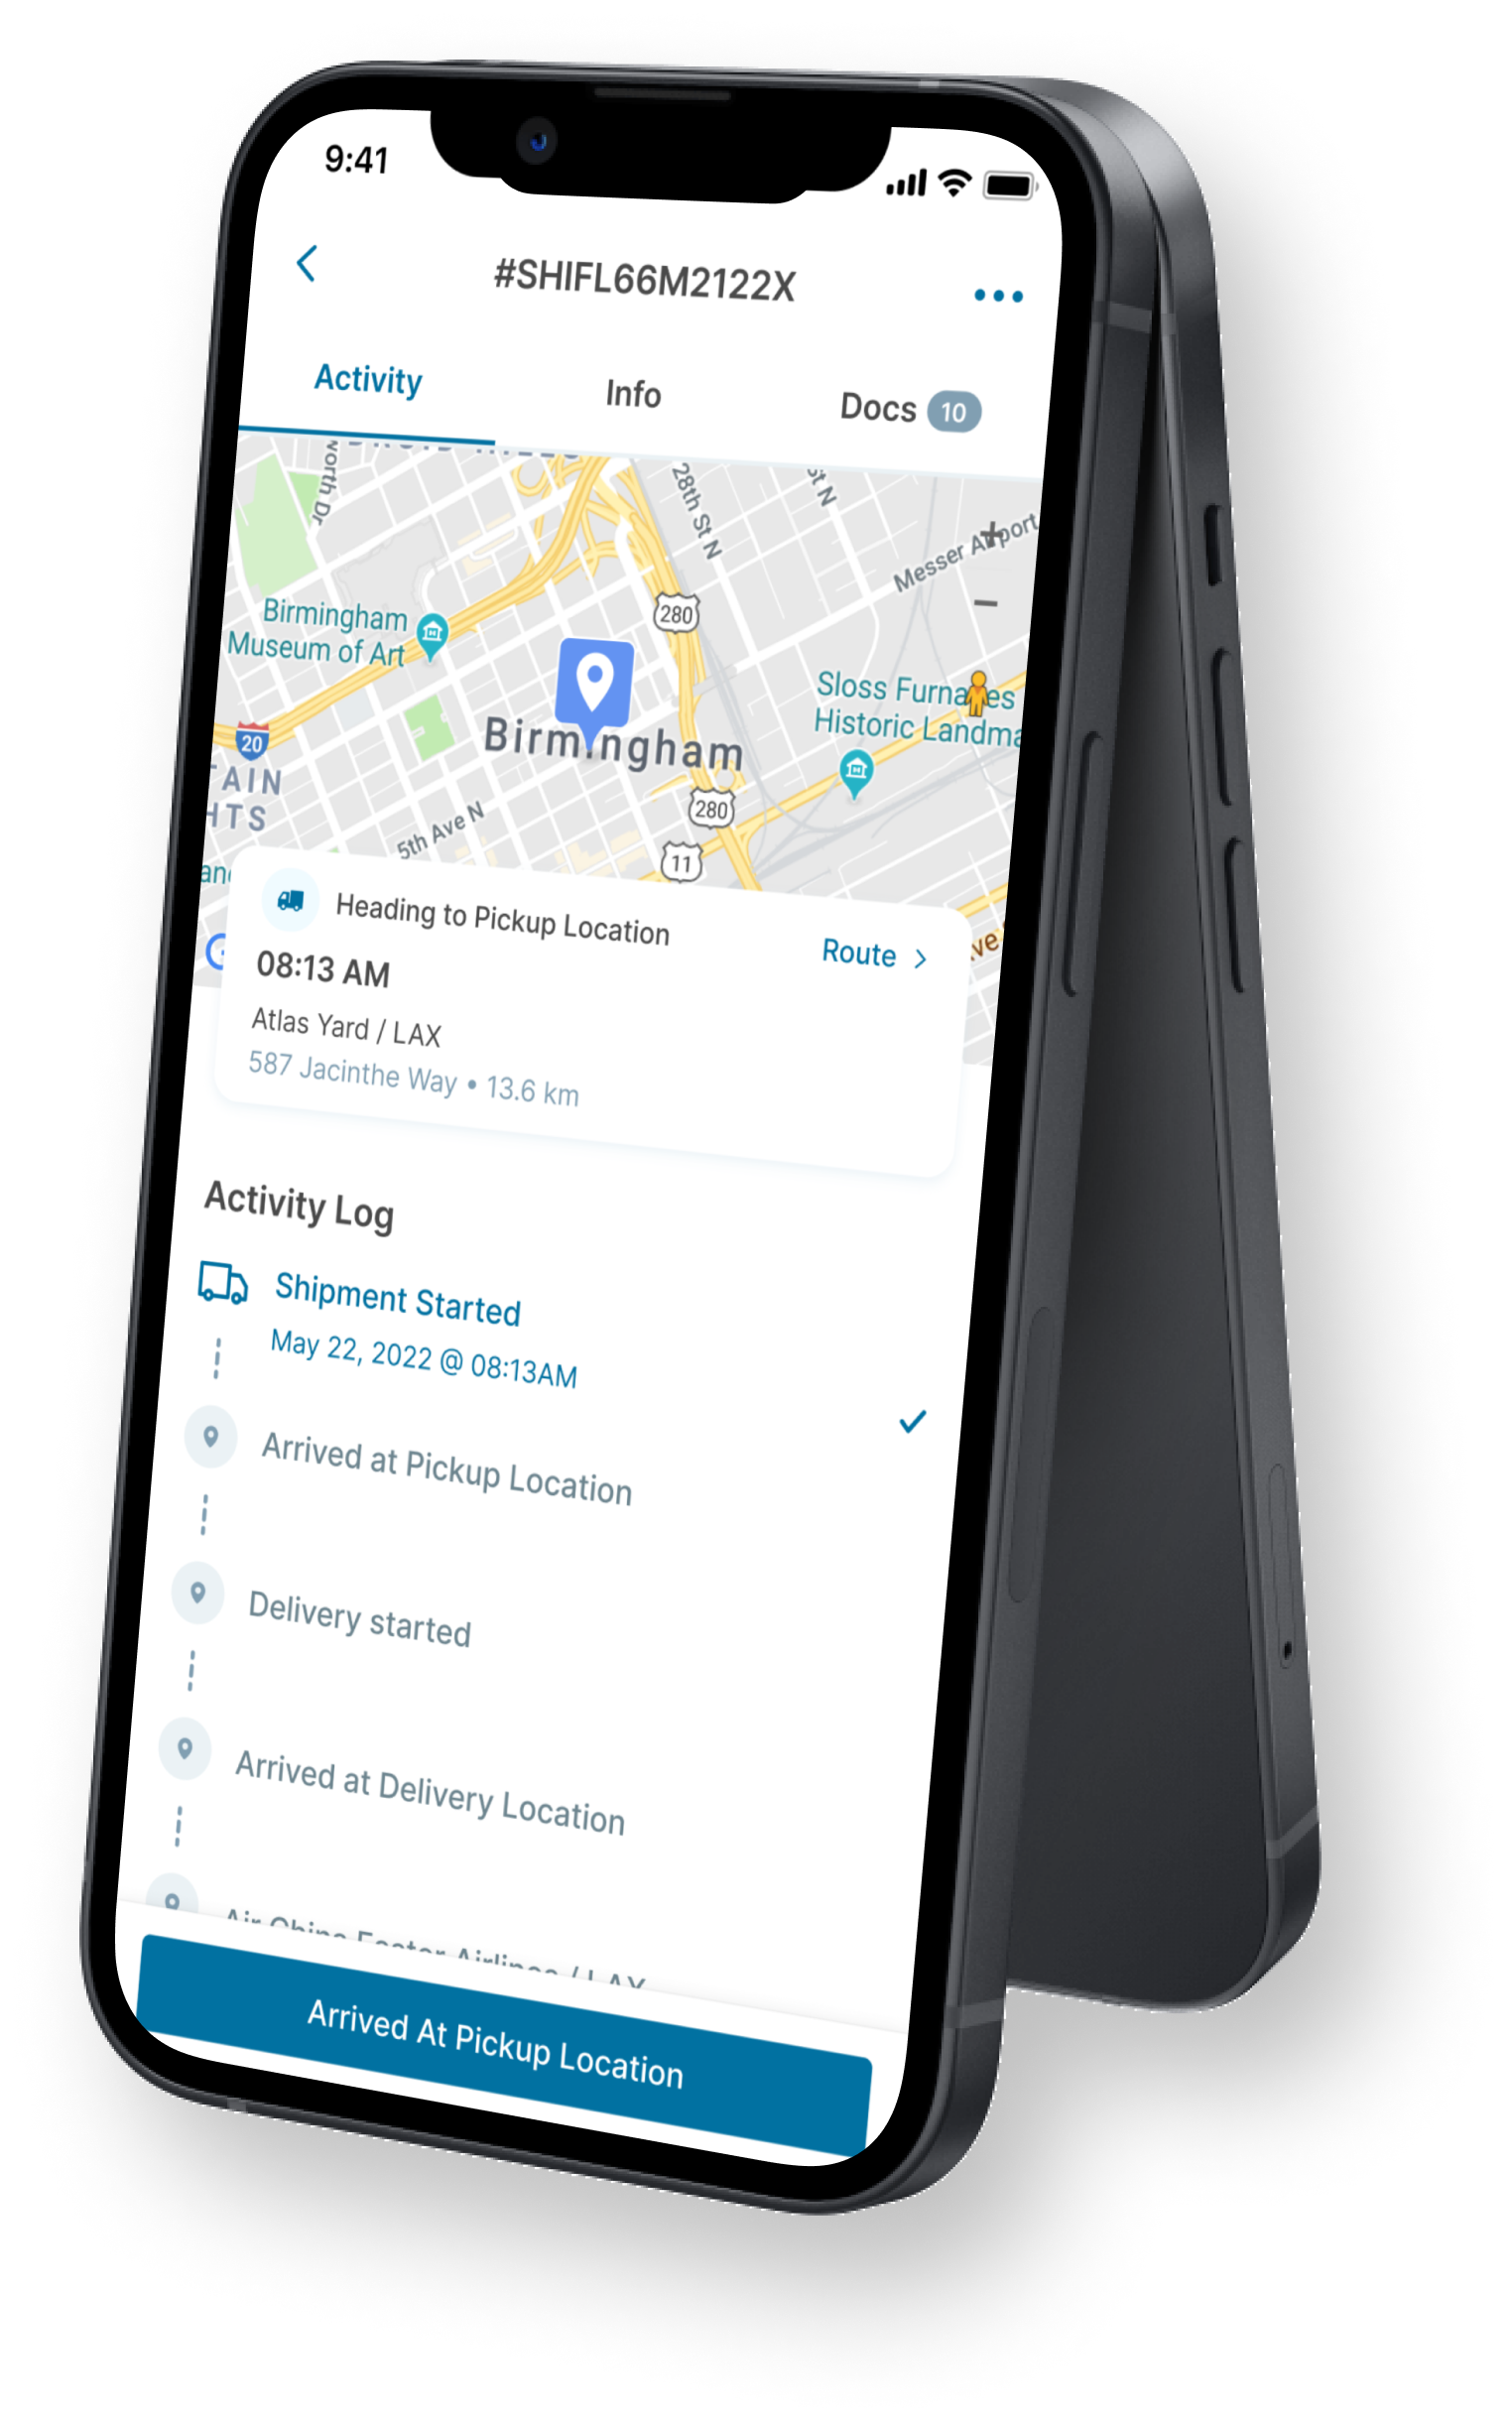 9:41
#SHIFL66M2122X
Activity
Info
Docs 10
worth Dr
28th St N
St N
Messer Airport
Birmingham
Museum of Art
280
Sloss Furnaces
Historic Landma
Birmingham
20
TAIN
HTS
5th Ave N
280
11
Heading to Pickup Location
Route
08:13 AM
Atlas Yard / LAX
587 Jacinthe Way • 13.6 km
Activity Log
Shipment Started
May 22, 2022 @ 08:13AM
Arrived at Pickup Location
Delivery started
Arrived at Delivery Location
Arrived At Pickup Location